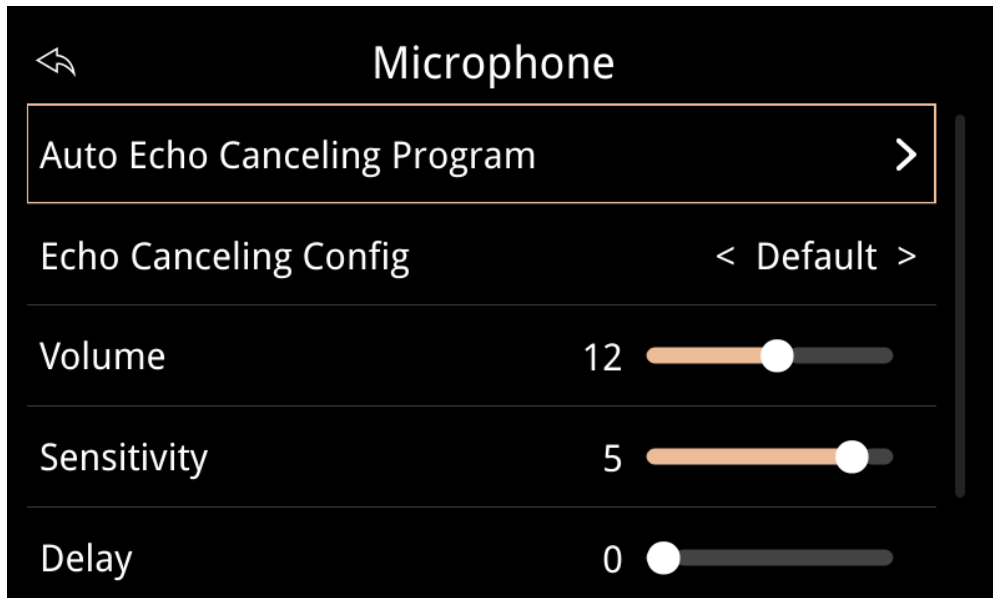 Microphone
Auto Echo Canceling Program >
Echo Canceling Config < Default >
Volume 12
Sensitivity 5
Delay 0